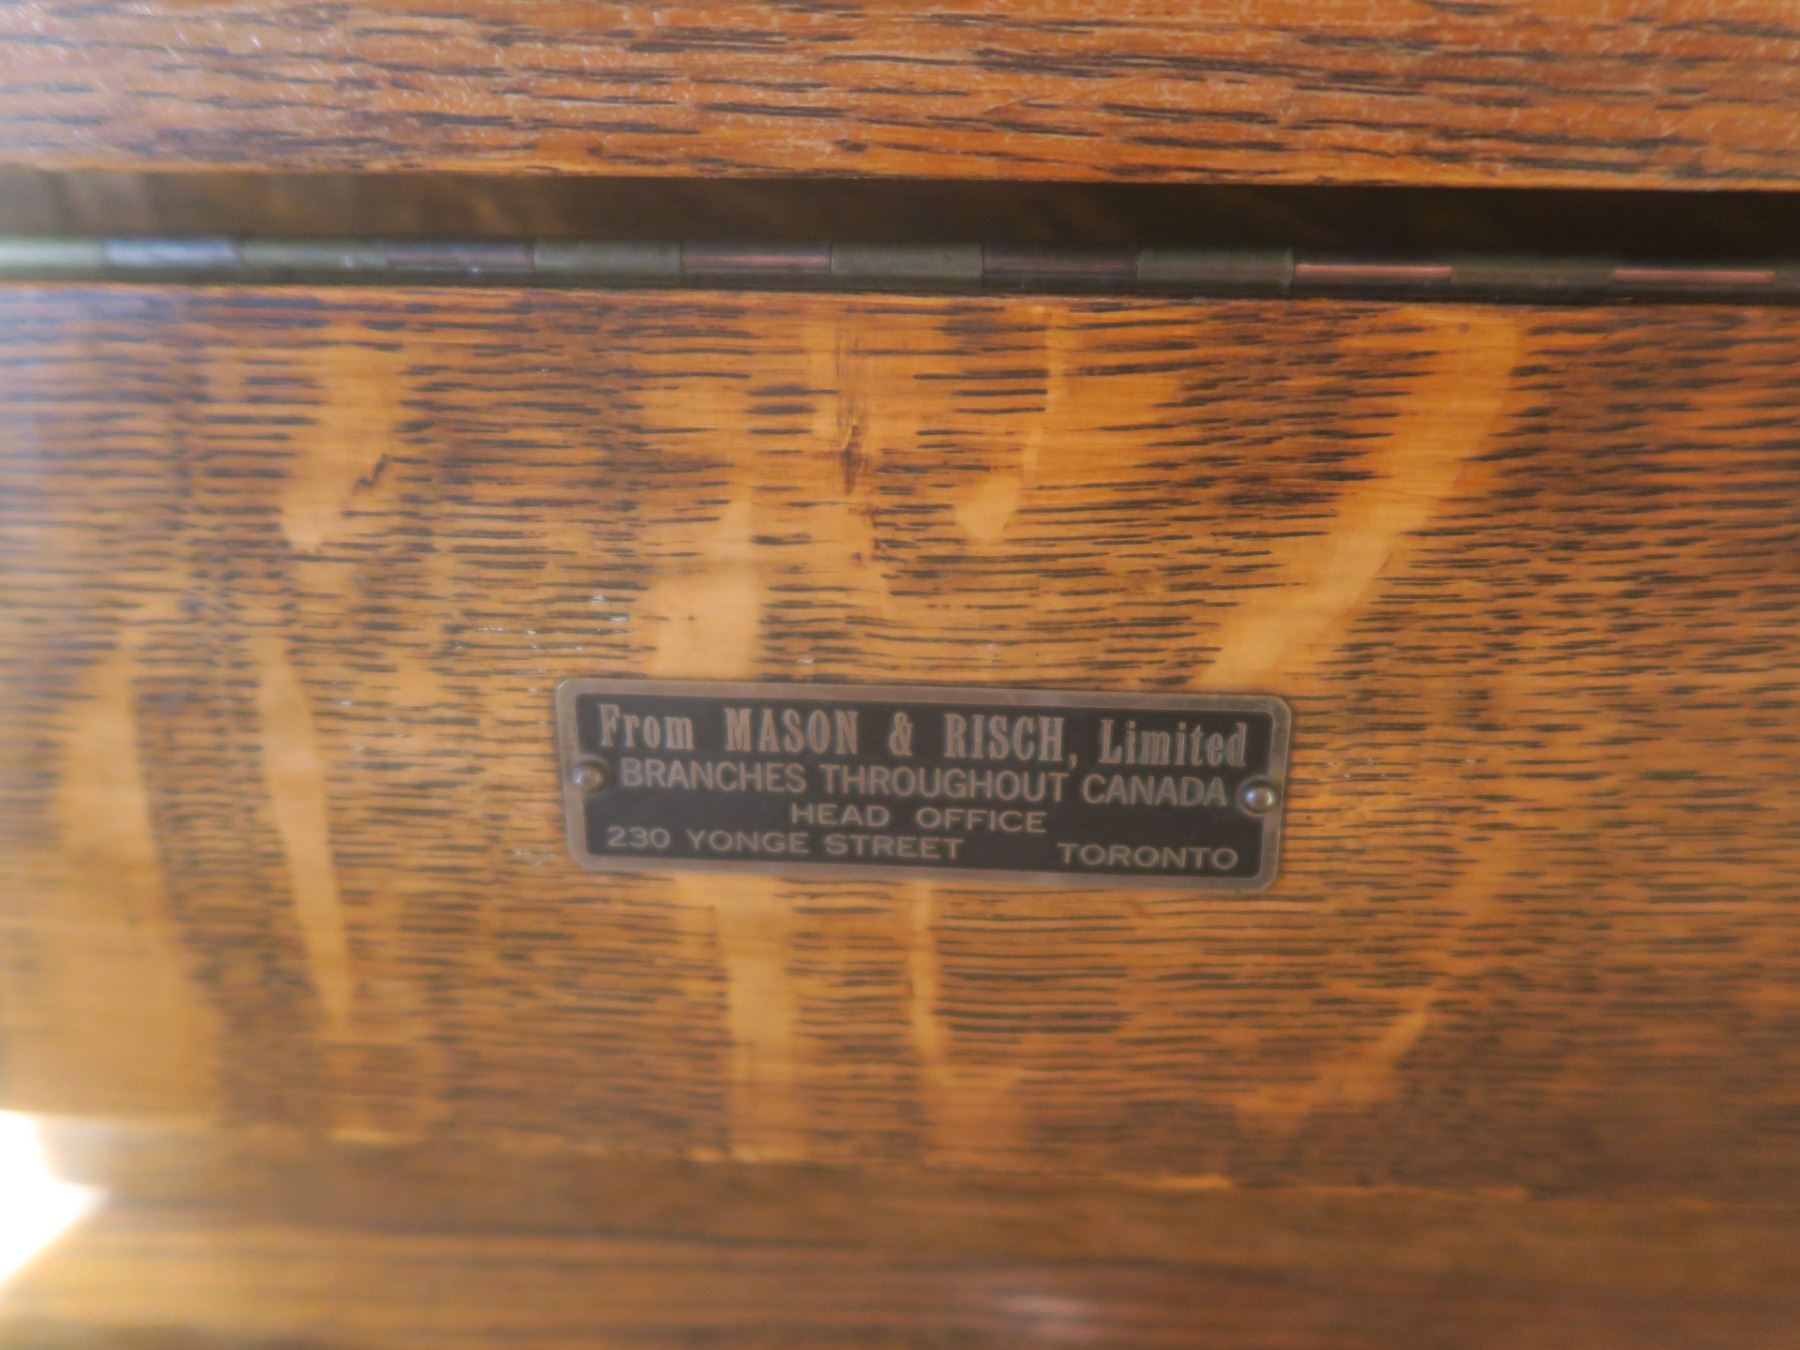 From MASON & RISCH, Limited
BRANCHES THROUGHOUT CANADA
HEAD OFFICE
230 YONGE STREET TORONTO